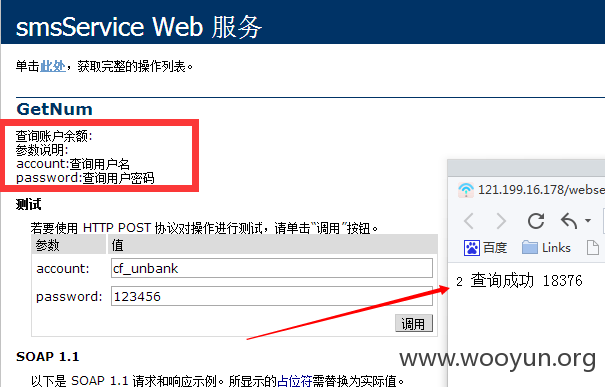 smsService Web 服务
单击此处，获取完整的操作列表。
GetNum
查询账户余额:
参数说明:
account:查询用户名
password:查询用户密码
测试
若要使用 HTTP POST 协议对操作进行测试，请单击“调用”按钮。
参数 值
account: cf_unbank
password: 123456
调用
SOAP 1.1
以下是 SOAP 1.1 请求和响应示例。所显示的占位符需替换为实际值。
121.199.16.178/webse
百度 Links
2 查询成功 18376
www.wooyun.org